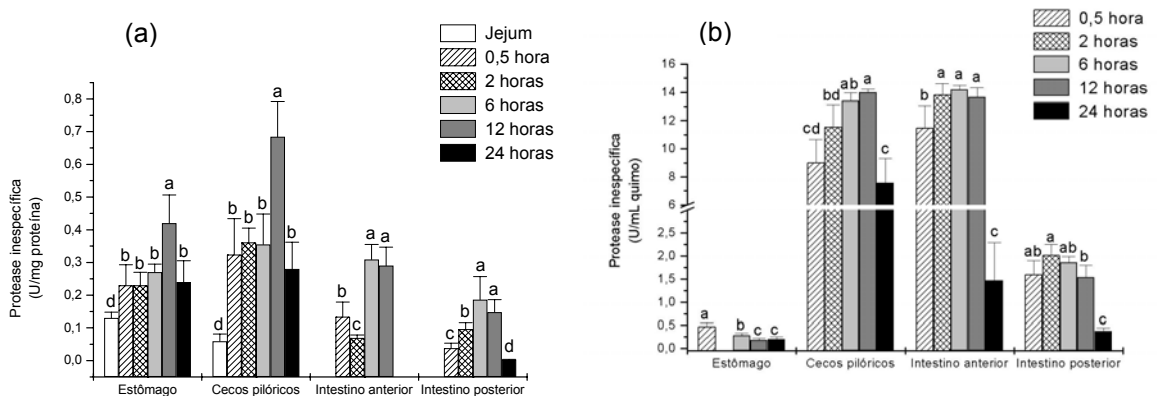 (a)
Jejum
0,5 hora
2 horas
6 horas
12 horas
24 horas
Protease inespecífica
(U/mg proteína)
0,8
0,7
0,6
0,5
0,4
0,3
0,2
0,1
0,0
d b b b a b
d b b b a b
b c a a
c b a a d
Estômago
Cecos pilóricos
Intestino anterior
Intestino posterior
(b)
0,5 hora
2 horas
6 horas
12 horas
24 horas
Protease inespecífica
(U/mL quimo)
16
14
12
10
8
6
2,0
1,5
1,0
0,5
0,0
a b c c
cd bd ab a c
b a a a c
ab a ab b c
Estômago
Cecos pilóricos
Intestino anterior
Intestino posterior